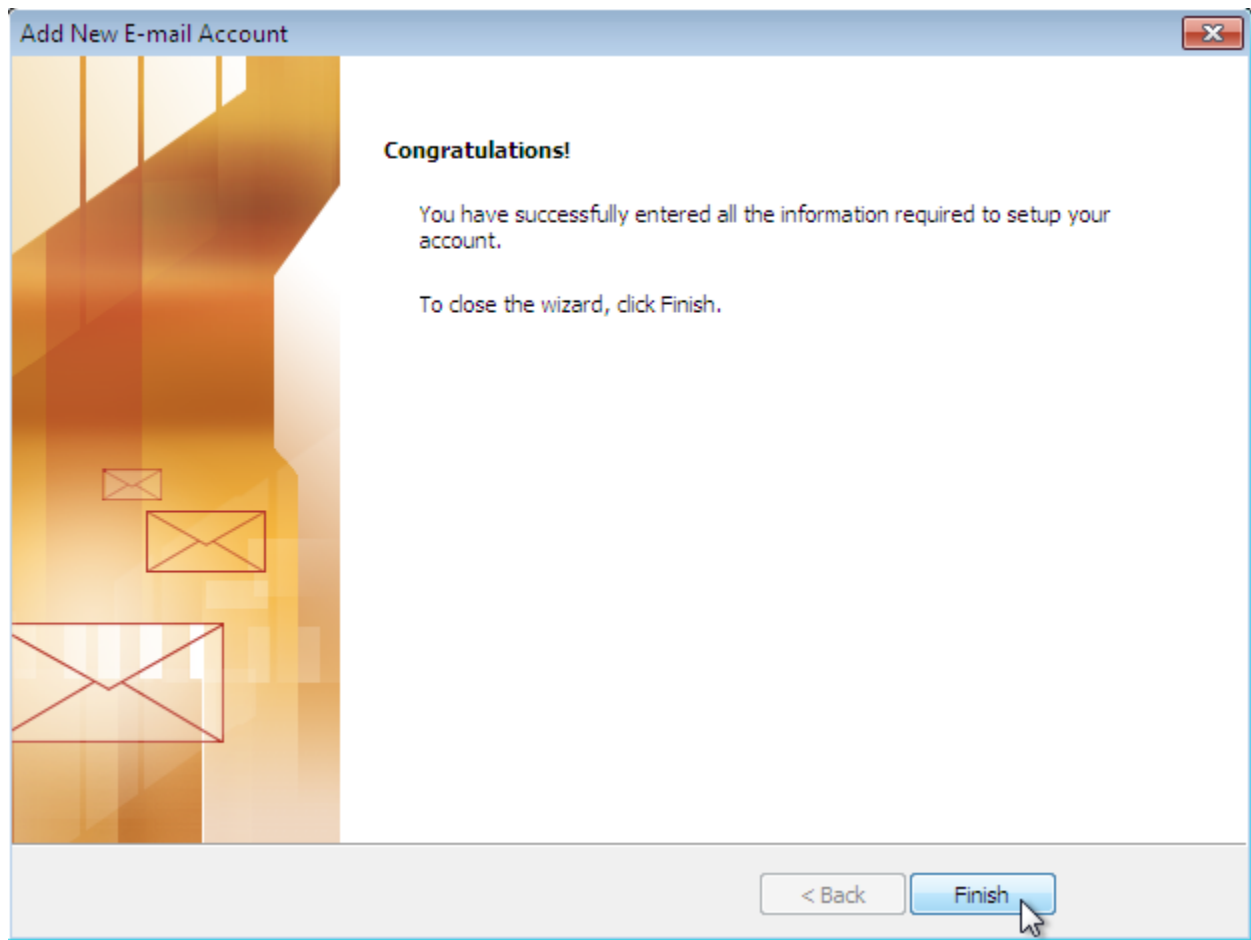 Add New E-mail Account
Congratulations!
You have successfully entered all the information required to setup your
account.
To close the wizard, click Finish.
< Back
Finish